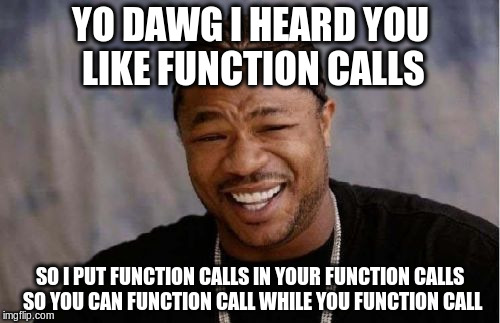 YO DAWG I HEARD YOU
LIKE FUNCTION CALLS
SO I PUT FUNCTION CALLS IN YOUR FUNCTION CALLS
SO YOU CAN FUNCTION CALL WHILE YOU FUNCTION CALL
imgflip.com